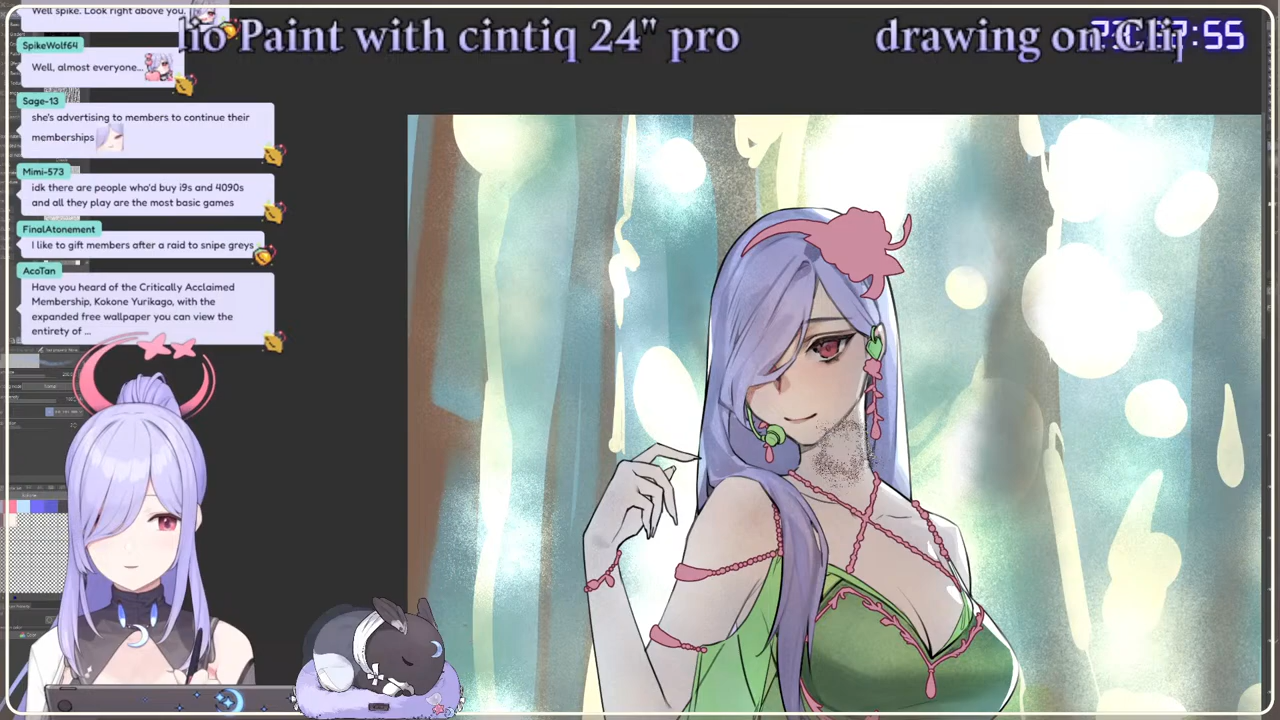 Well spike. Look right above you.
SpikeWolf64
Well, almost everyone...
Sage-13
she's advertising to members to continue their
memberships
Mimi-573
idk there are people who'd buy i9s and 4090s
and all they play are the most basic games
FinalAtonement
I like to gift members after a raid to snipe greys
AcoTan
Have you heard of the Critically Acclaimed
Membership, Kokone Yurikago, with the
expanded free wallpaper you can view the
entirety of ...
Paint with cintiq 24" pro drawing on Clip
:55